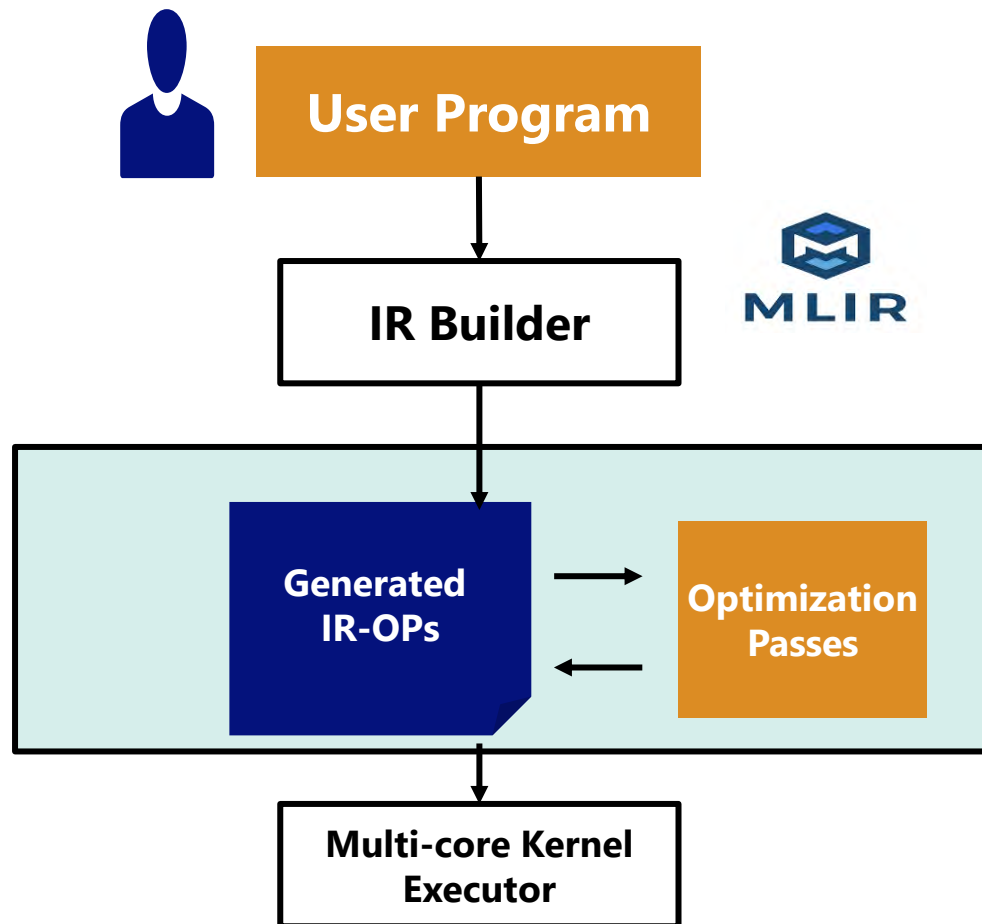 User Program
IR Builder
MLIR
Generated
IR-OPs
Optimization
Passes
Multi-core Kernel
Executor